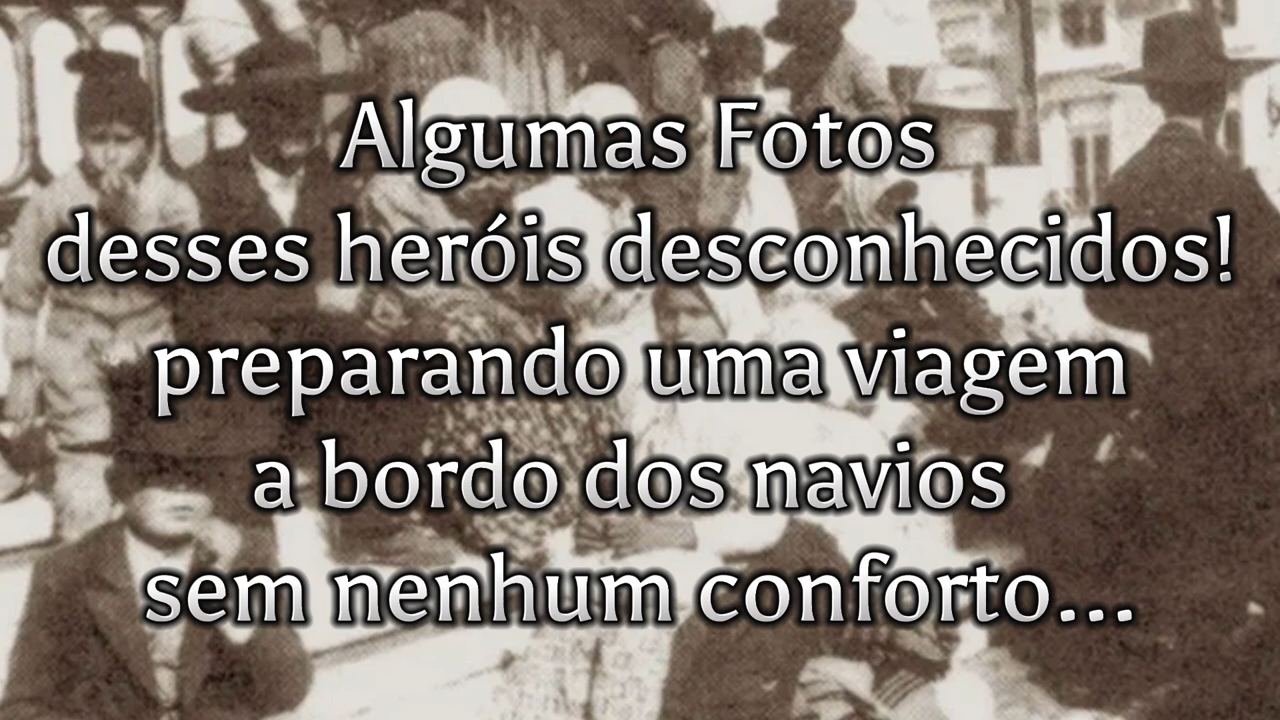 Algumas Fotos
desses heróis desconhecidos!
preparando uma viagem
a bordo dos navios
sem nenhum conforto...